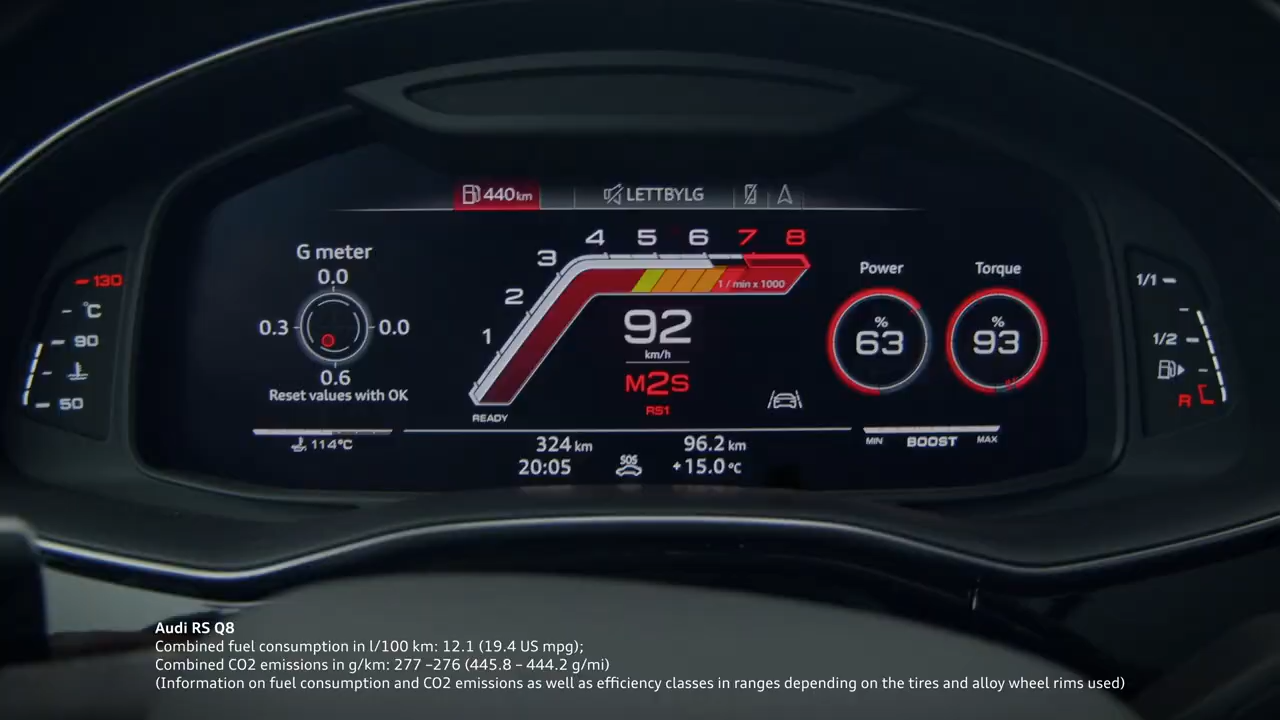 440 km
LETTBYLG
G meter
0.0
0.3
0.0
0.6
Reset values with OK
114°C
130
°C
90
50
1
2
3
4
5
6
7
8
1 / min x 1000
92
km/h
M2S
RS1
READY
324 km
96.2 km
20:05
SOS
+15.0 °C
Power
%
63
Torque
%
93
MIN
BOOST
MAX
1/1
1/2
R
Audi RS Q8
Combined fuel consumption in l/100 km: 12.1 (19.4 US mpg);
Combined CO2 emissions in g/km: 277 –276 (445.8 – 444.2 g/mi)
(Information on fuel consumption and CO2 emissions as well as efficiency classes in ranges depending on the tires and alloy wheel rims used)